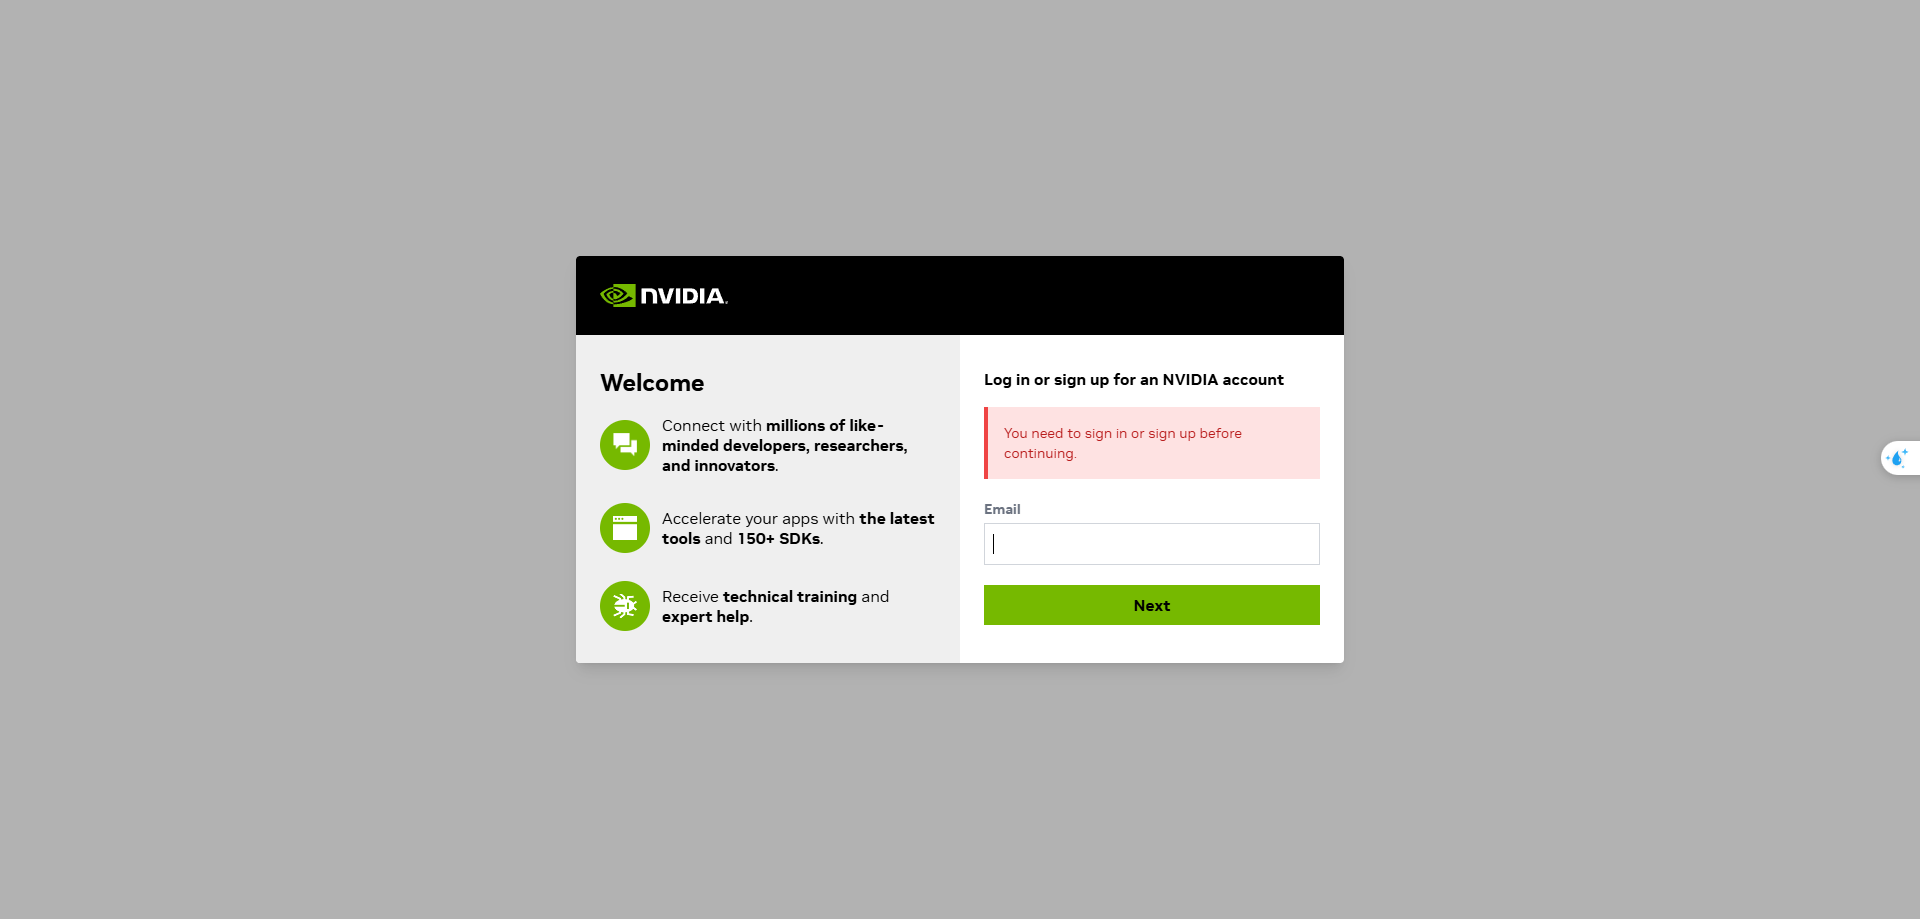 NVIDIA.
Welcome
Connect with millions of like-
minded developers, researchers,
and innovators.
Accelerate your apps with the latest
tools and 150+ SDKs.
Receive technical training and
expert help.
Log in or sign up for an NVIDIA account
You need to sign in or sign up before
continuing.
Email
Next